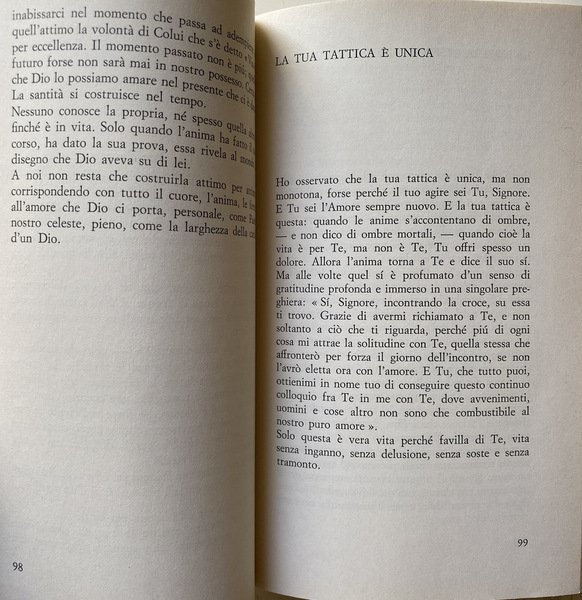 inabissarci nel momento che passa ad adempiere
quell'attimo la volontà di Colui che s'è detto «
per eccellenza. Il momento passato non è più;
futuro forse non sarà mai in nostro possesso.
che Dio lo possiamo amare nel presente che ci è
La santità si costruisce nel tempo.
Nessuno conosce la propria, né spesso quella
finché è in vita. Solo quando l'anima ha fatto il
corso, ha dato la sua prova, essa rivela al
disegno che Dio aveva su di lei.
A noi non resta che costruirla attimo per
corrispondendo con tutto il cuore, l'anima, le
all'amore che Dio ci porta, personale, come
nostro celeste, pieno, come la larghezza della
d'un Dio.
98
LA TUA TATTICA È UNICA
Ho osservato che la tua tattica è unica, ma non
monotona, forse perché il tuo agire sei Tu, Signore.
E Tu sei l'Amore sempre nuovo. E la tua tattica è
questa: quando le anime s'accontentano di ombre,
— e non dico di ombre mortali, — quando cioè la
vita è per Te, ma non è Te, Tu offri spesso un
dolore. Allora l'anima torna a Te e dice il suo sí.
Ma alle volte quel sí è profumato d'un senso di
gratitudine profonda e immerso in una singolare pre-
ghiera: « Sí, Signore, incontrando la croce, su essa
ti trovo. Grazie di avermi richiamato a Te, e non
soltanto a ciò che ti riguarda, perché piú di ogni
cosa mi attrae la solitudine con Te, quella stessa che
affronterò per forza il giorno dell'incontro, se non
l'avrò eletta ora con l'amore. E Tu, che tutto puoi,
ottienimi in nome tuo di conseguire questo continuo
colloquio fra Te in me con Te, dove avvenimenti,
uomini e cose altro non sono che combustibile al
nostro puro amore ».
Solo questa è vera vita perché favilla di Te, vita
senza inganno, senza delusione, senza soste e senza
tramonto.
99